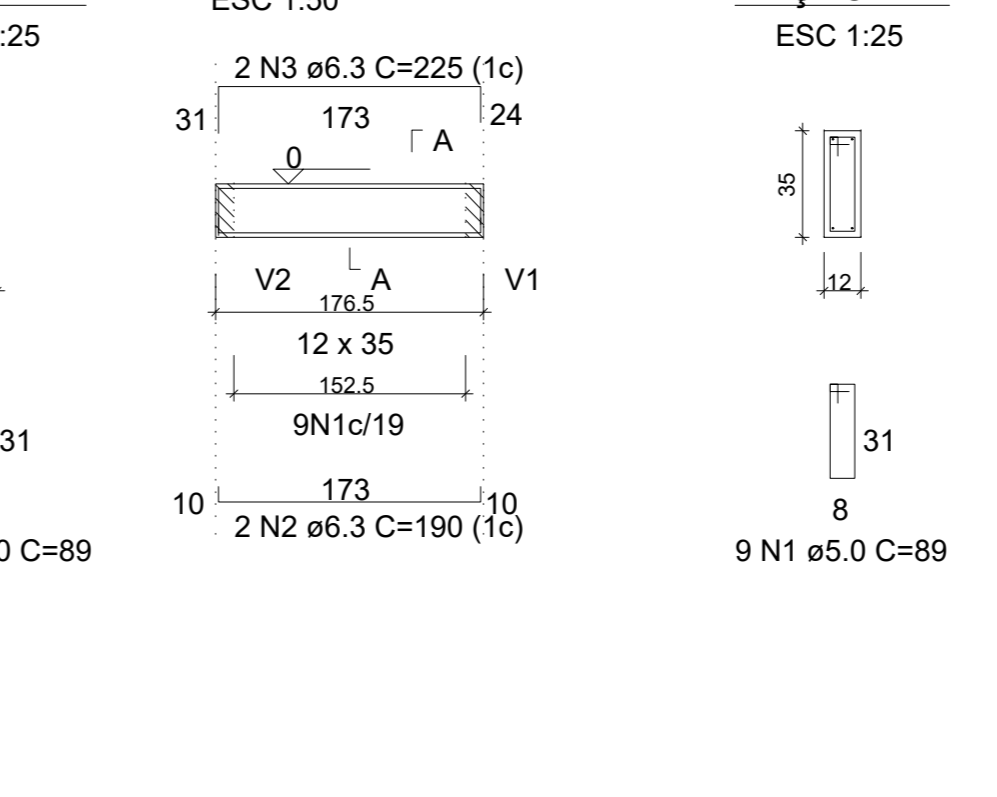 ESC 1:50
:25
ESC 1:25
2 N3 ø6.3 C=225 (1c)
31
173
24
A
0
35
V2
A
V1
12
176.5
12 x 35
152.5
9N1c/19
31
31
173
10
10
8
2 N2 ø6.3 C=190 (1c)
0 C=89
9 N1 ø5.0 C=89